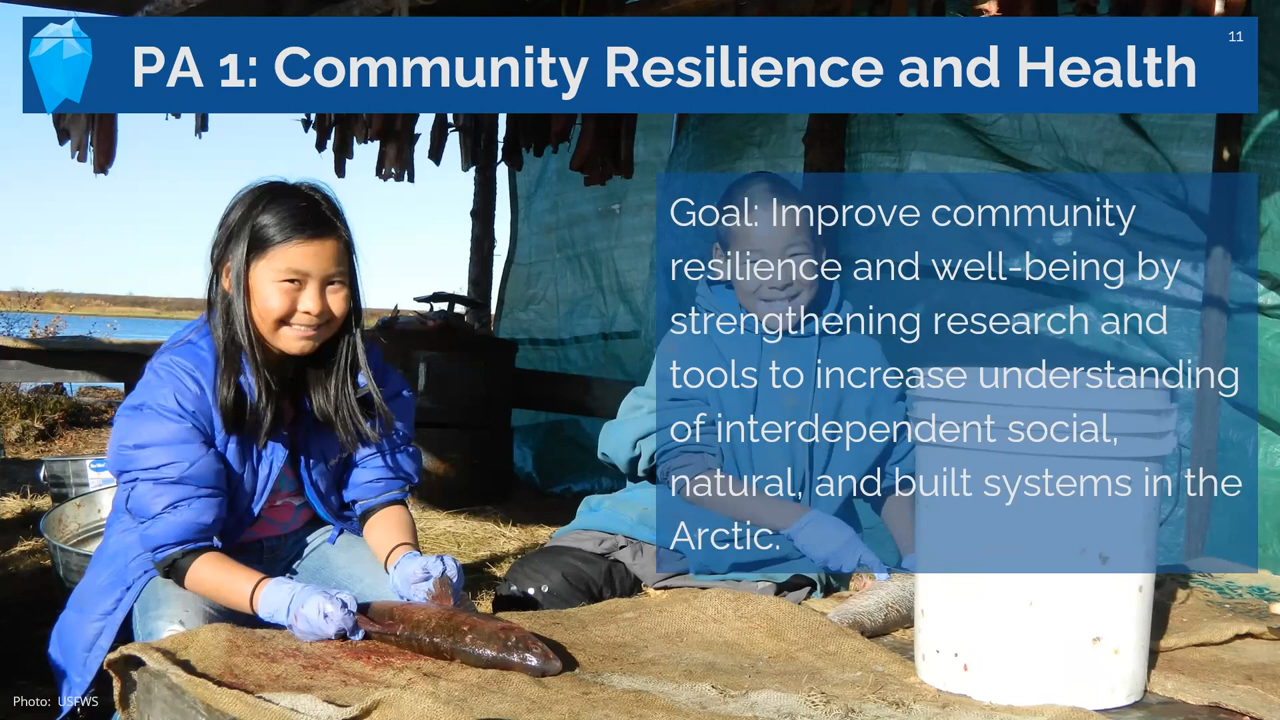 11
PA 1: Community Resilience and Health
Goal: Improve community
resilience and well-being by
strengthening research and
tools to increase understanding
of interdependent social,
natural, and built systems in the
Arctic.
Photo: USFWS